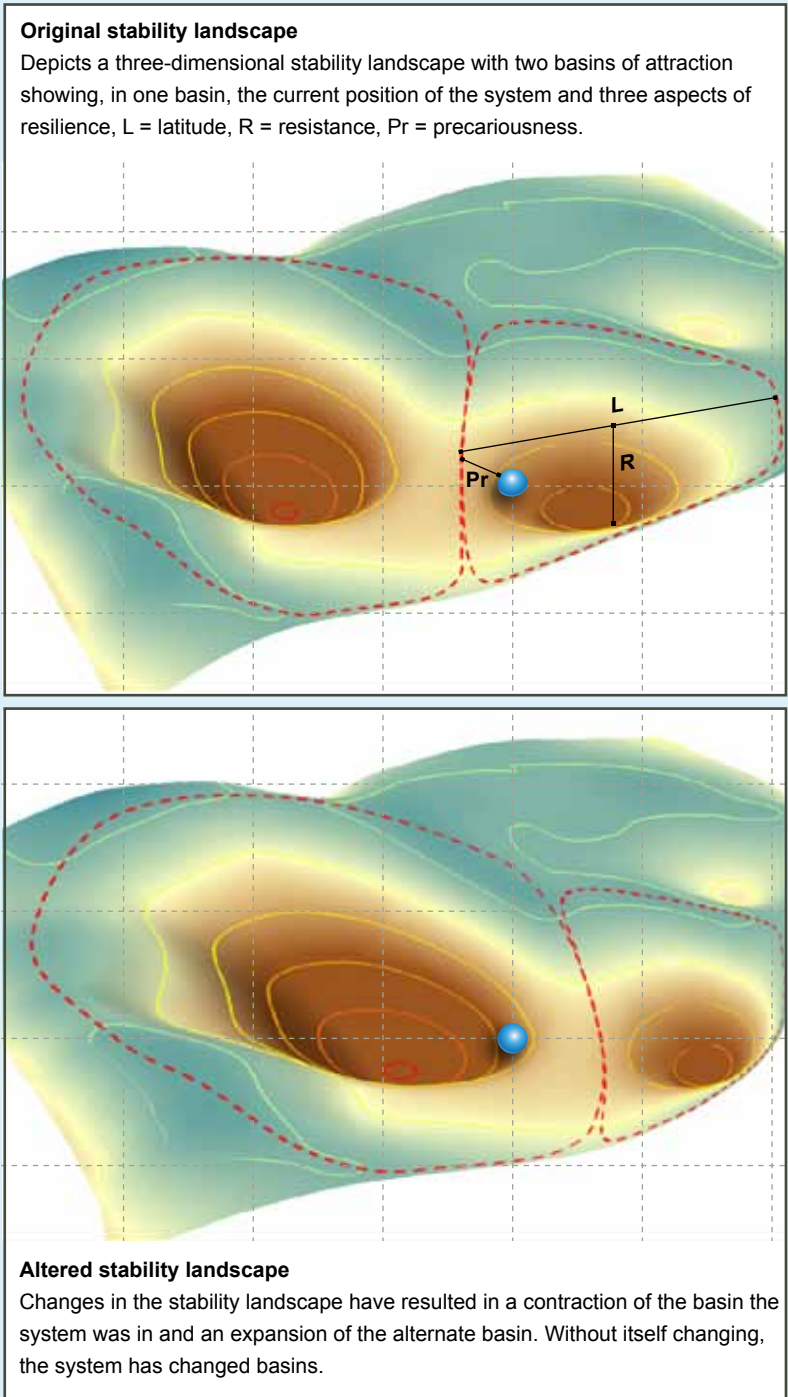 Original stability landscape
Depicts a three-dimensional stability landscape with two basins of attraction
showing, in one basin, the current position of the system and three aspects of
resilience, L = latitude, R = resistance, Pr = precariousness.
L
R
Pr
Altered stability landscape
Changes in the stability landscape have resulted in a contraction of the basin the
system was in and an expansion of the alternate basin. Without itself changing,
the system has changed basins.